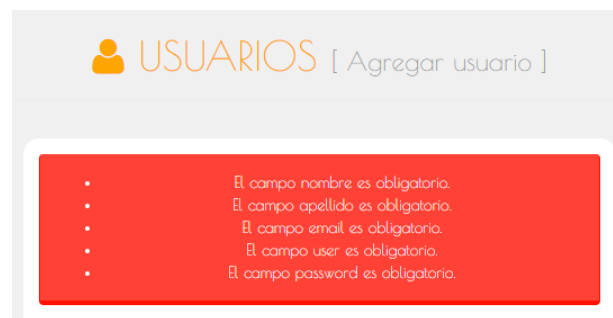 USUARIOS [ Agregar usuario ]
• El campo nombre es obligatorio.
• El campo apellido es obligatorio.
• El campo email es obligatorio.
• El campo user es obligatorio.
• El campo password es obligatorio.